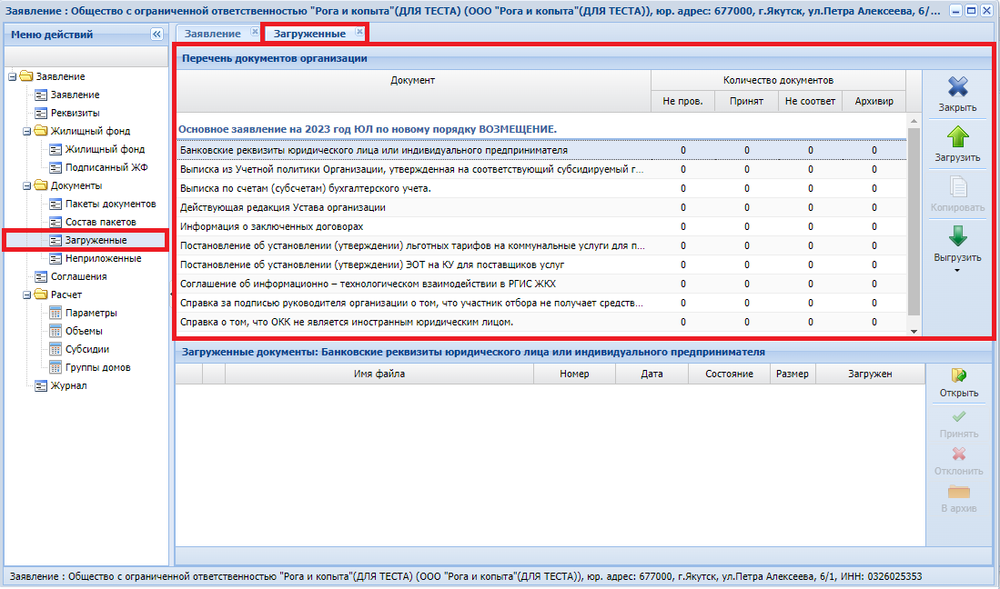 Заявление : Общество с ограниченной ответственностью "Рога и копыта"(ДЛЯ ТЕСТА) (ООО "Рога и копыта"(ДЛЯ ТЕСТА)), юр. адрес: 677000, г.Якутск, ул.Петра Алексеева, 6/...
Меню действий
Заявление
Загруженные
Перечень документов организации
Заявление
Заявление
Реквизиты
Жилищный фонд
Жилищный фонд
Подписанный ЖФ
Документы
Пакеты документов
Состав пакетов
Загруженные
Неприложенные
Соглашения
Расчет
Параметры
Объемы
Субсидии
Группы домов
Журнал
Документ
Количество документов
Не пров.
Принят
Не соответ
Архивир
Основное заявление на 2023 год ЮЛ по новому порядку ВОЗМЕЩЕНИЕ.
Банковские реквизиты юридического лица или индивидуального предпринимателя 0 0 0 0
Выписка из Учетной политики Организации, утвержденная на соответствующий субсидируемый г... 0 0 0 0
Выписка по счетам (субсчетам) бухгалтерского учета. 0 0 0 0
Действующая редакция Устава организации 0 0 0 0
Информация о заключенных договорах 0 0 0 0
Постановление об установлении (утверждении) льготных тарифов на коммунальные услуги для п... 0 0 0 0
Постановление об установлении (утверждении) ЭОТ на КУ для поставщиков услуг 0 0 0 0
Соглашение об информационно – технологическом взаимодействии в РГИС ЖКХ 0 0 0 0
Справка за подписью руководителя организации о том, что участник отбора не получает средств... 0 0 0 0
Справка о том, что ОКК не является иностранным юридическим лицом. 0 0 0 0
Закрыть
Загрузить
Копировать
Выгрузить
Загруженные документы: Банковские реквизиты юридического лица или индивидуального предпринимателя
Имя файла
Номер
Дата
Состояние
Размер
Загружен
Открыть
Принять
Отклонить
В архив
Заявление : Общество с ограниченной ответственностью "Рога и копыта"(ДЛЯ ТЕСТА) (ООО "Рога и копыта"(ДЛЯ ТЕСТА)), юр. адрес: 677000, г.Якутск, ул.Петра Алексеева, 6/1, ИНН: 0326025353